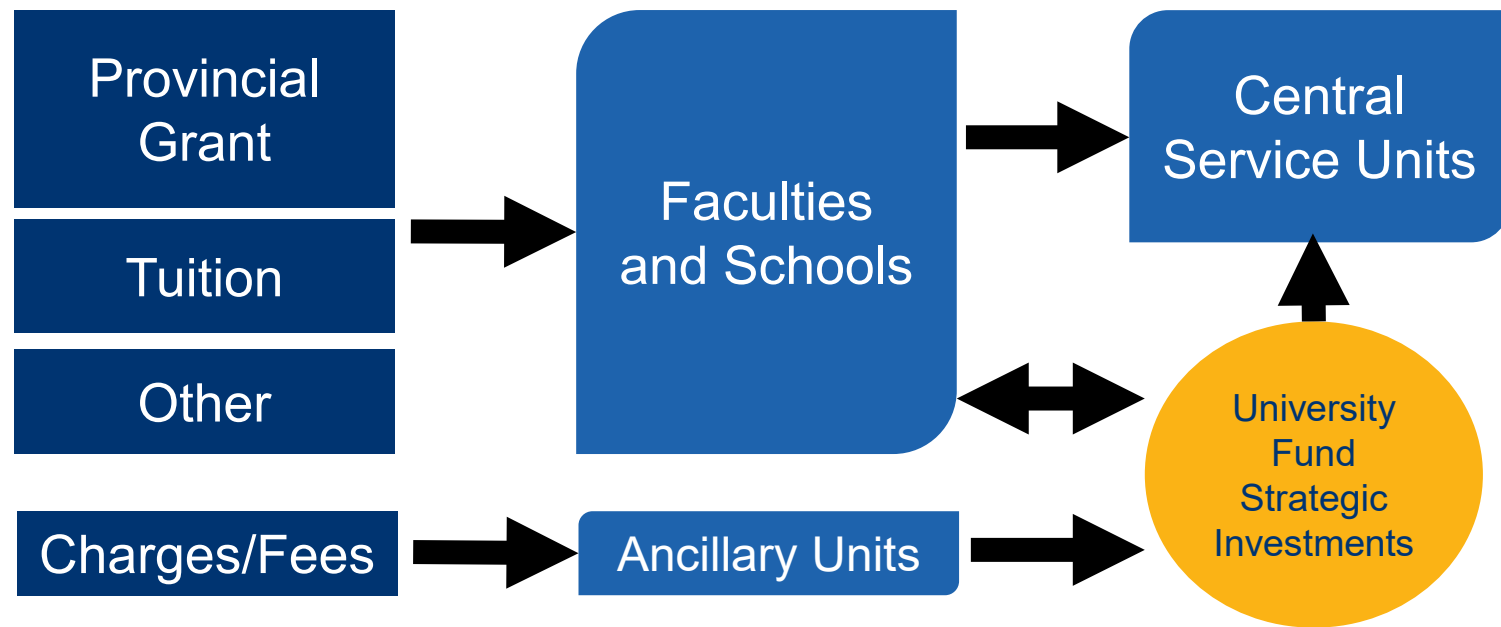 Provincial
Grant
Tuition
Other
Charges/Fees
Faculties
and Schools
Ancillary Units
Central
Service Units
University
Fund
Strategic
Investments